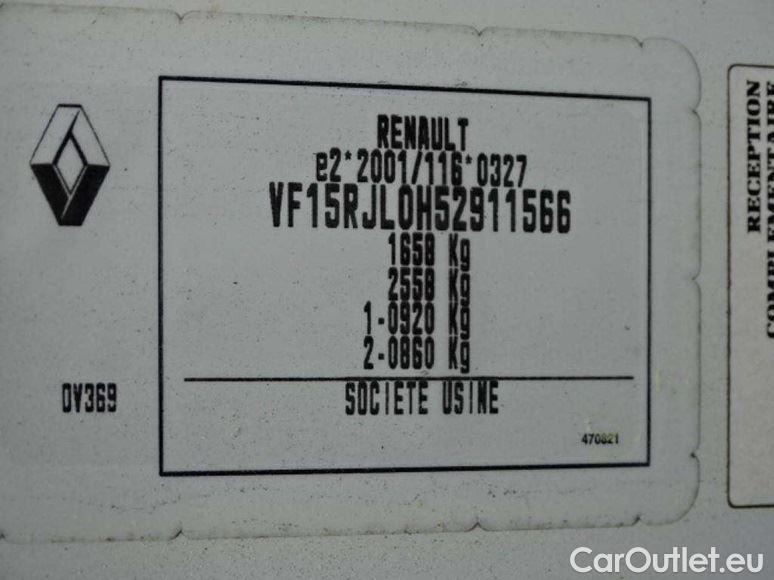 RENAULT
e2*2001/116*0327
VF15RJL0H52911566
1658 Kg
2558 Kg
1-0920 Kg
2-0860 Kg
SOCIETE USINE
470821
0V369
RECEPTION
COMPLEMENTAIRE
CarOutlet.eu